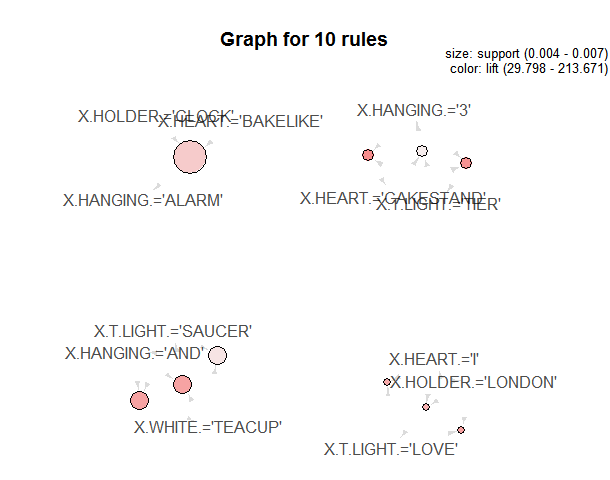 Graph for 10 rules
size: support (0.004 - 0.007)
color: lift (29.798 - 213.671)
X.HOLDER.='CLOCK'
X.HEART.='BAKELIKE'
X.HANGING.='3'
X.HANGING.='ALARM'
X.HEART.='CAKESTAND'
X.T.LIGHT.='TIER'
X.T.LIGHT.='SAUCER'
X.HANGING.='AND'
X.HEART.='I'
X.HOLDER.='LONDON'
X.WHITE.='TEACUP'
X.T.LIGHT.='LOVE'